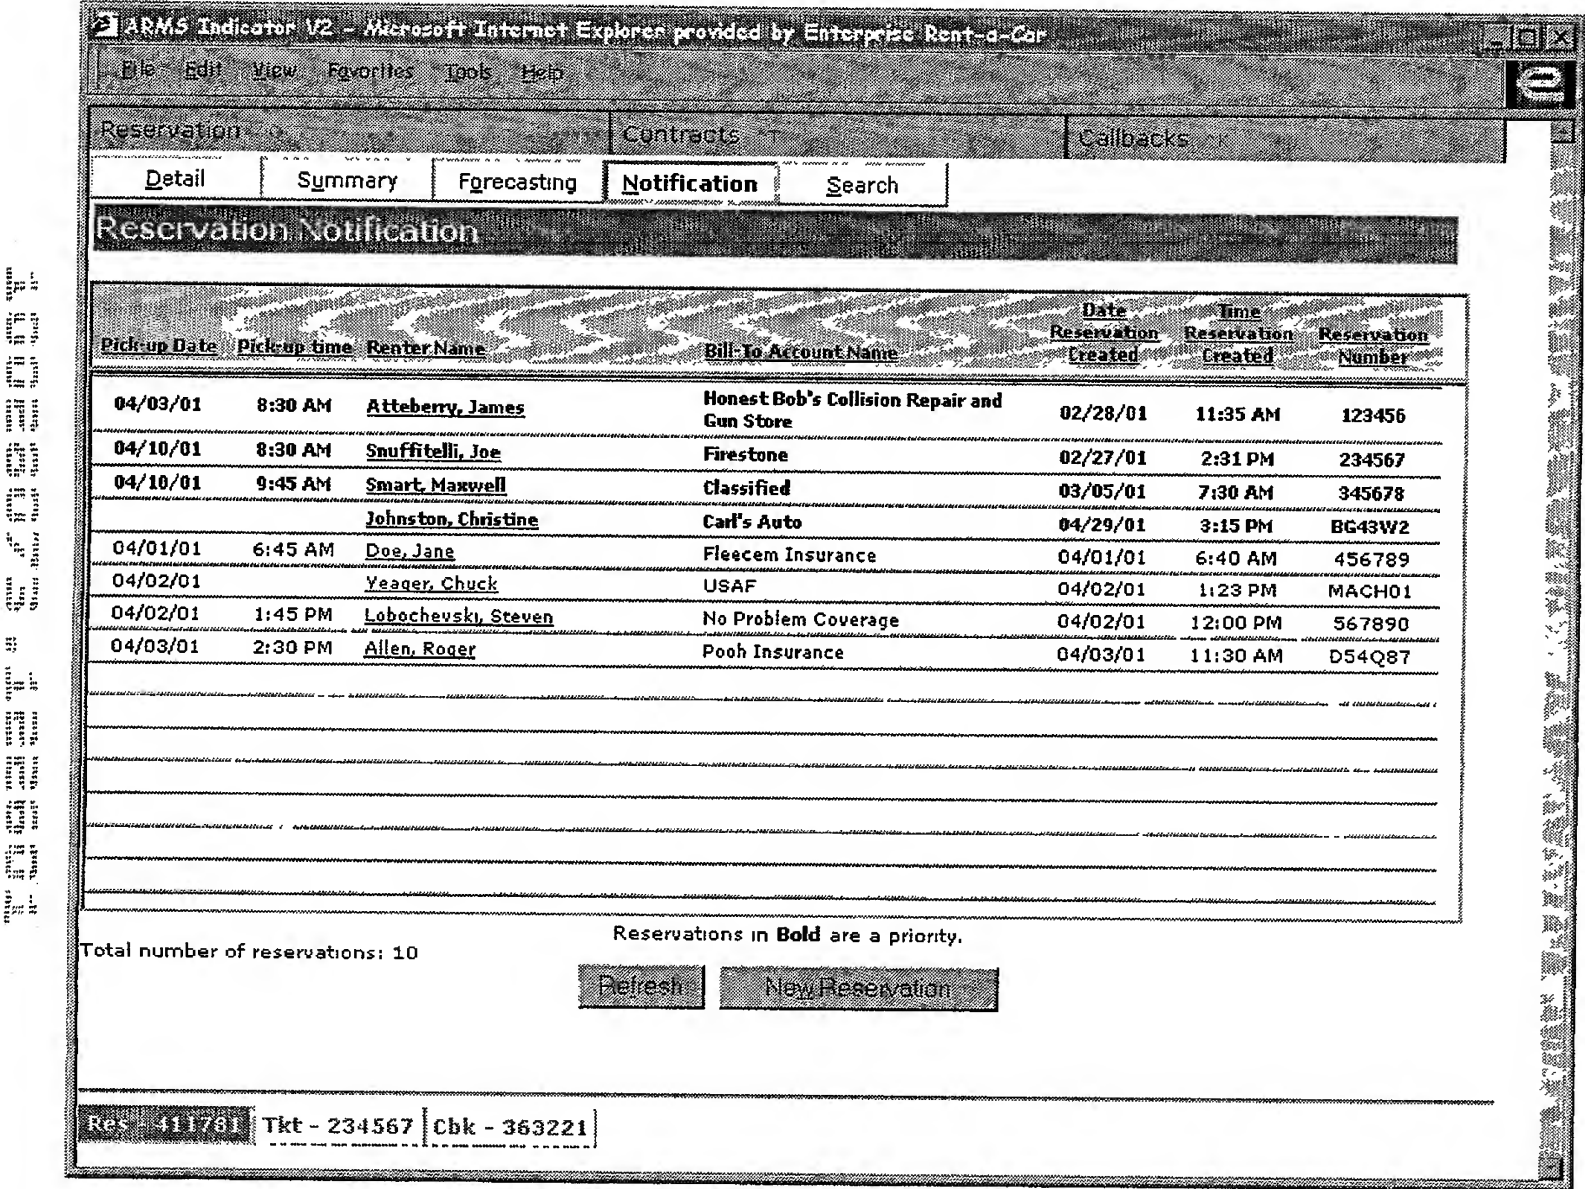 ARMS Indicator V2 - Microsoft Internet Explorer provided by Enterprise Rent-a-Car
File Edit View Favorites Tools Help
Reservation Contracts Callbacks
Detail Summary Forecasting Notification Search
Reservation Notification
Pick-up Date Pick-up time Renter Name Bill-To Account Name Date Reservation Created Time Reservation Created Reservation Number
04/03/01 8:30 AM Atteberry, James Honest Bob's Collision Repair and Gun Store 02/28/01 11:35 AM 123456
04/10/01 8:30 AM Snuffitelli, Joe Firestone 02/27/01 2:31 PM 234567
04/10/01 9:45 AM Smart, Maxwell Classified 03/05/01 7:30 AM 345678
Johnston, Christine Carl's Auto 04/29/01 3:15 PM BG43W2
04/01/01 6:45 AM Doe, Jane Fleecem Insurance 04/01/01 6:40 AM 456789
04/02/01 Yeager, Chuck USAF 04/02/01 1:23 PM MACH01
04/02/01 1:45 PM Lobochevski, Steven No Problem Coverage 04/02/01 12:00 PM 567890
04/03/01 2:30 PM Allen, Roger Pooh Insurance 04/03/01 11:30 AM D54Q87
Reservations in Bold are a priority.
Total number of reservations: 10
Refresh New Reservation
Res - 411781 Tkt - 234567 Cbk - 363221